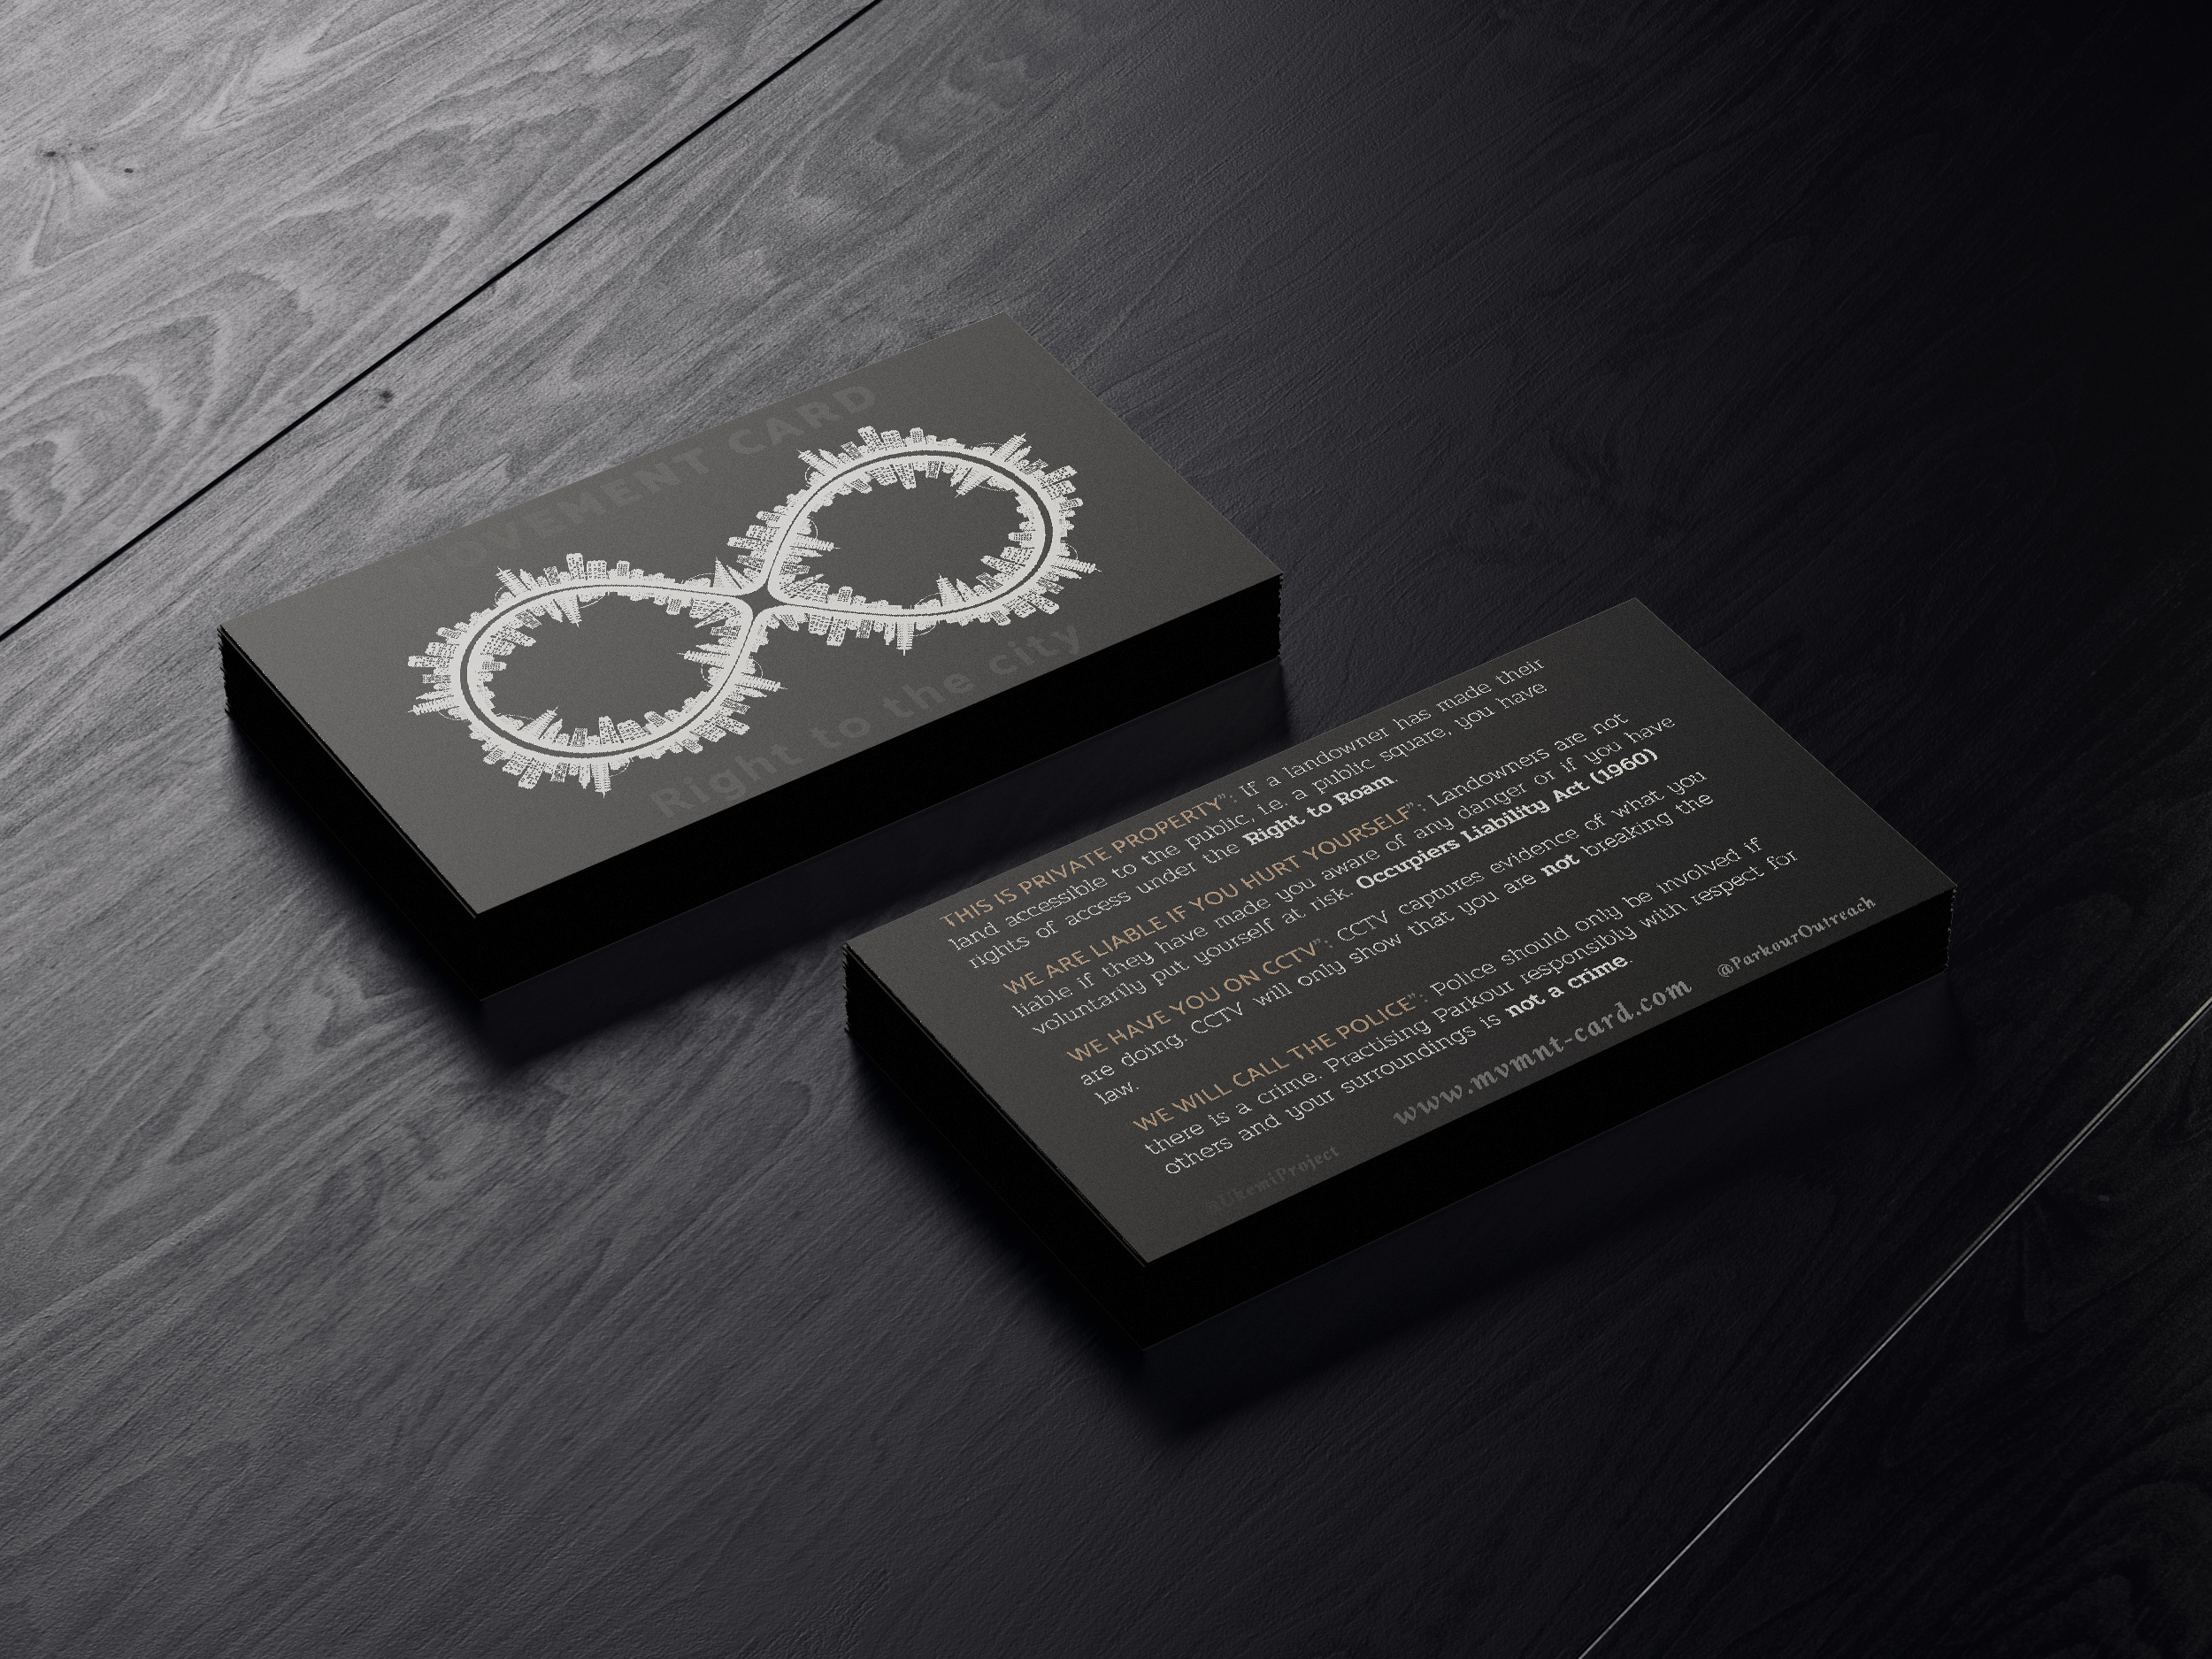 MOVEMENT CARD
Right to the city
THIS IS PRIVATE PROPERTY": If a landowner has made their
land accessible to the public, i.e. a public square, you have
rights of access under the Right to Roam.
WE ARE LIABLE IF YOU HURT YOURSELF": Landowners are not
liable if they have made you aware of any danger or if you have
voluntarily put yourself at risk. Occupiers Liability Act (1960)
WE HAVE YOU ON CCTV": CCTV captures evidence of what you
are doing. CCTV will only show that you are not breaking the
law.
WE WILL CALL THE POLICE": Police should only be involved if
there is a crime. Practising Parkour responsibly with respect for
others and your surroundings is not a crime.
@UkemiProject
www.mvmnt-card.com
@ParkourOutreach